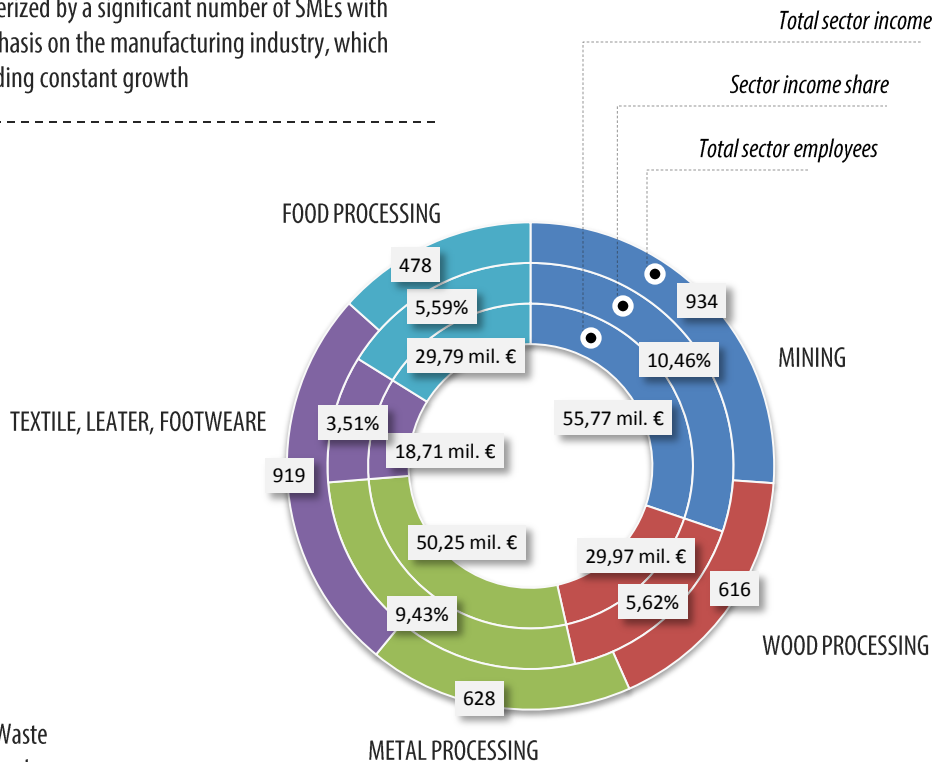 erized by a significant number of SMEs with
hasis on the manufacturing industry, which
ding constant growth
Total sector income
Sector income share
Total sector employees
FOOD PROCESSING
478
5,59%
29,79 mil. €
934
10,46%
55,77 mil. €
MINING
TEXTILE, LEATER, FOOTWEARE
3,51%
18,71 mil. €
919
50,25 mil. €
9,43%
628
METAL PROCESSING
29,97 mil. €
5,62%
616
WOOD PROCESSING
Waste